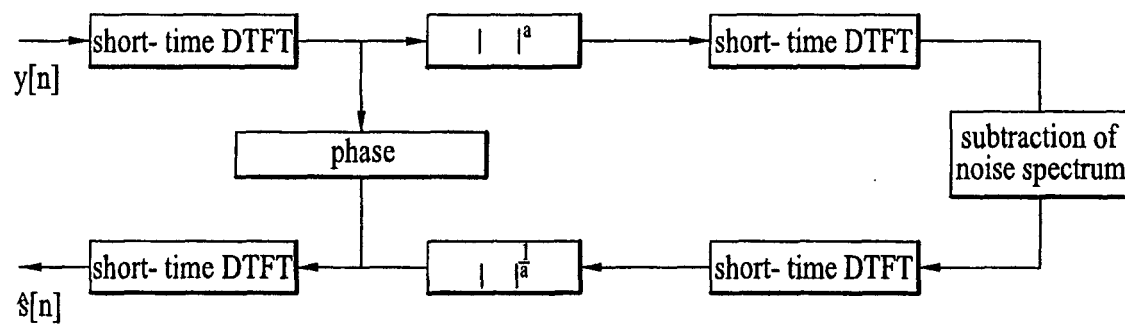 short- time DTFT
| |ᵃ
short- time DTFT
y[n]
subtraction of
noise spectrum
phase
short- time DTFT
| |^(1/a)
short- time DTFT
ŝ[n]